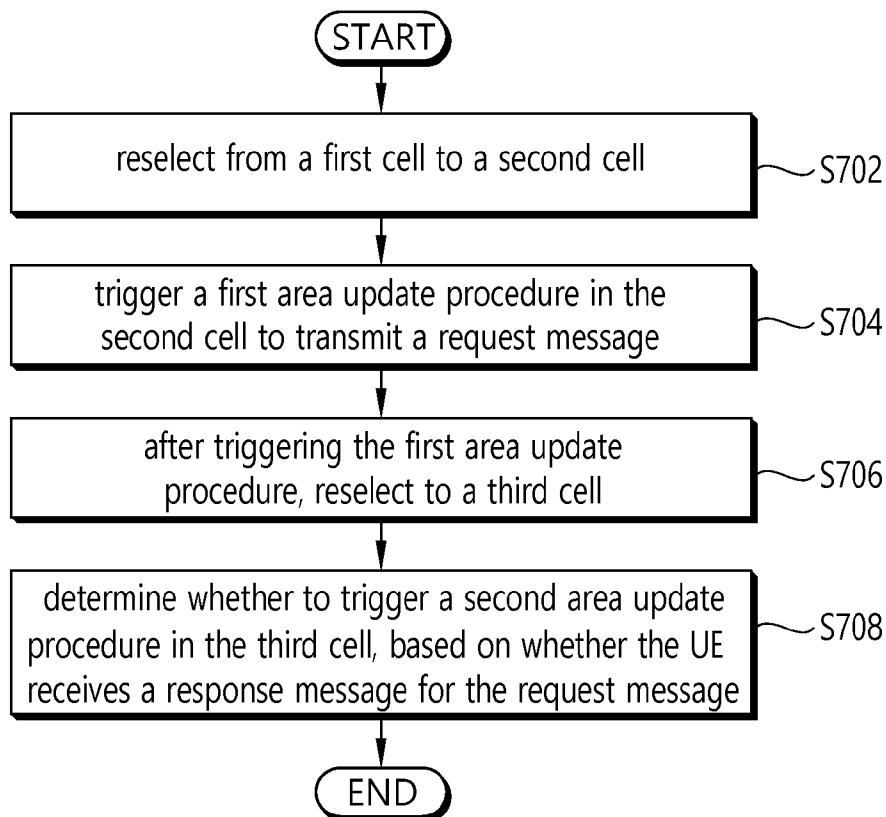 START
reselect from a first cell to a second cell
S702
trigger a first area update procedure in the
second cell to transmit a request message
S704
after triggering the first area update
procedure, reselect to a third cell
S706
determine whether to trigger a second area update
procedure in the third cell, based on whether the UE
receives a response message for the request message
S708
END